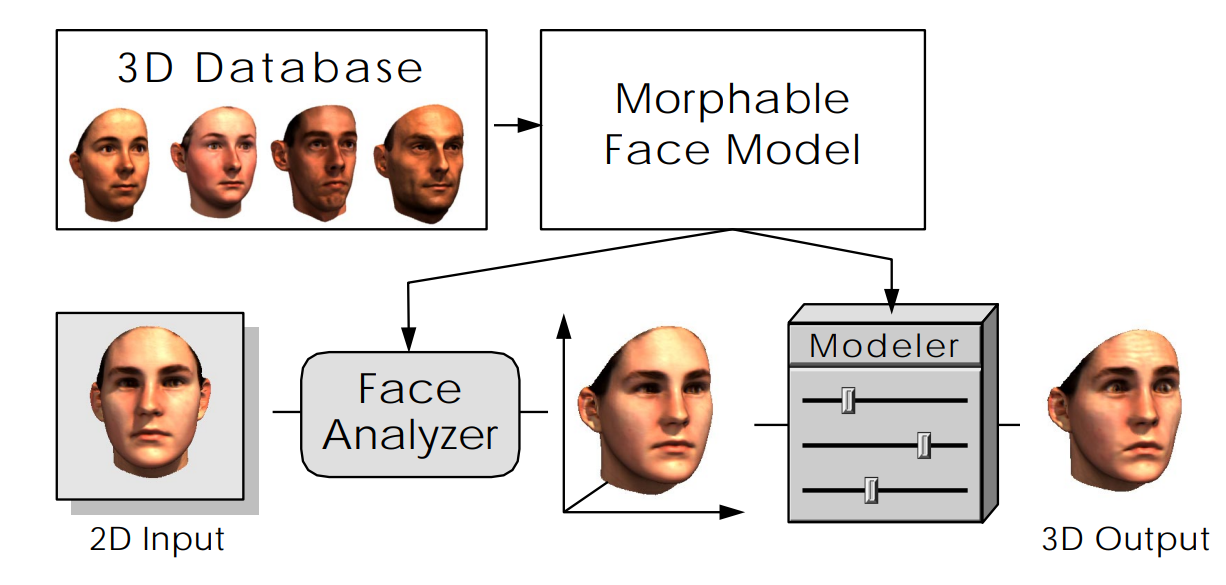 3D Database
Morphable
Face Model
Face
Analyzer
Modeler
2D Input
3D Output